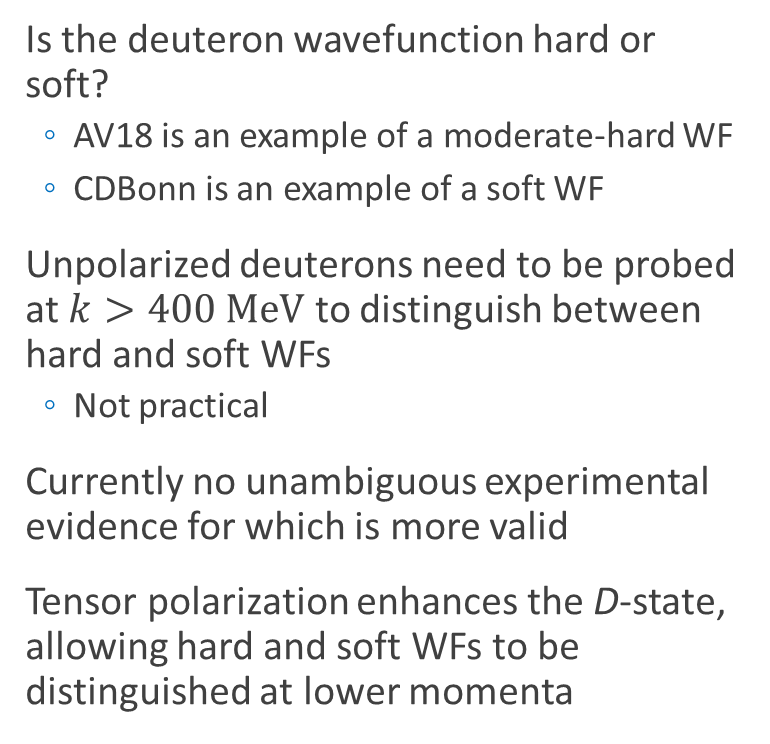 Is the deuteron wavefunction hard or
soft?
◦ AV18 is an example of a moderate-hard WF
◦ CDBonn is an example of a soft WF
Unpolarized deuterons need to be probed
at k > 400 MeV to distinguish between
hard and soft WFs
◦ Not practical
Currently no unambiguous experimental
evidence for which is more valid
Tensor polarization enhances the D-state,
allowing hard and soft WFs to be
distinguished at lower momenta